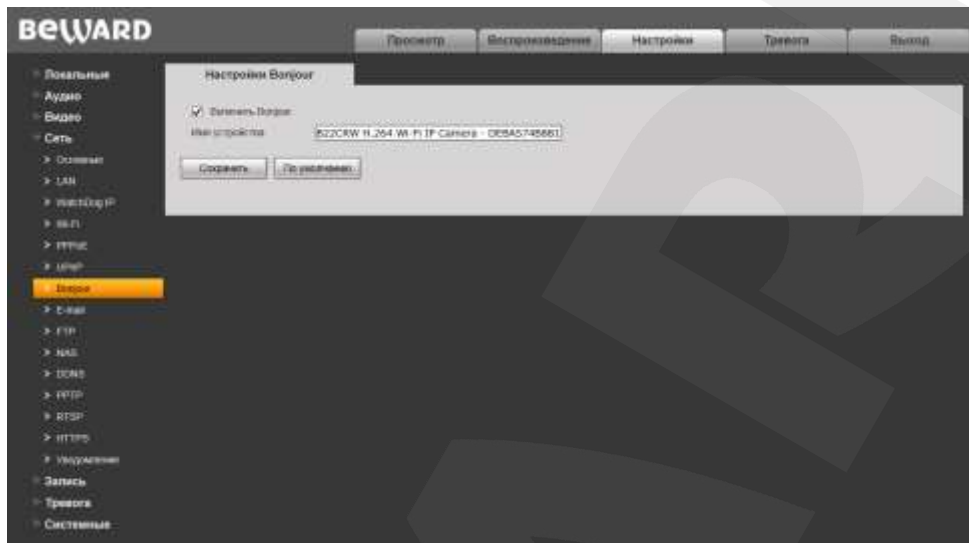 BEWARD
Просмотр Воспроизведение Настройки Тревога Выход
Локальные
Аудио
Видео
Сеть
Основные
LAN
WatchDog IP
Wi-Fi
PPPoE
UPnP
Bonjour
E-mail
FTP
NAS
DDNS
PPTP
RTSP
HTTPS
Уведомление
Запись
Тревога
Системные
Настройки Bonjour
Включить Bonjour
Имя устройства
B22CRW H.264 Wi-Fi IP Camera -
Сохранить По умолчанию